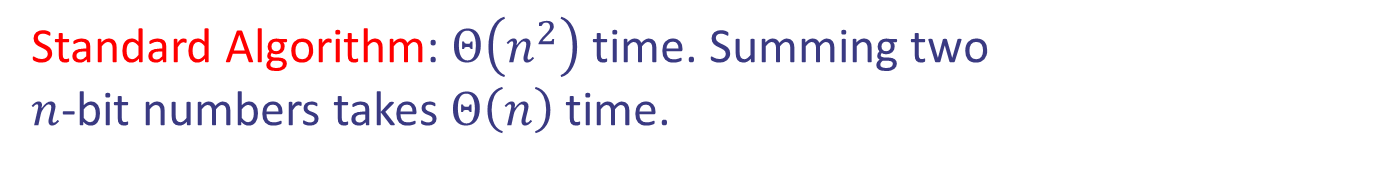 Standard Algorithm: Θ(n²) time. Summing two
n-bit numbers takes Θ(n) time.